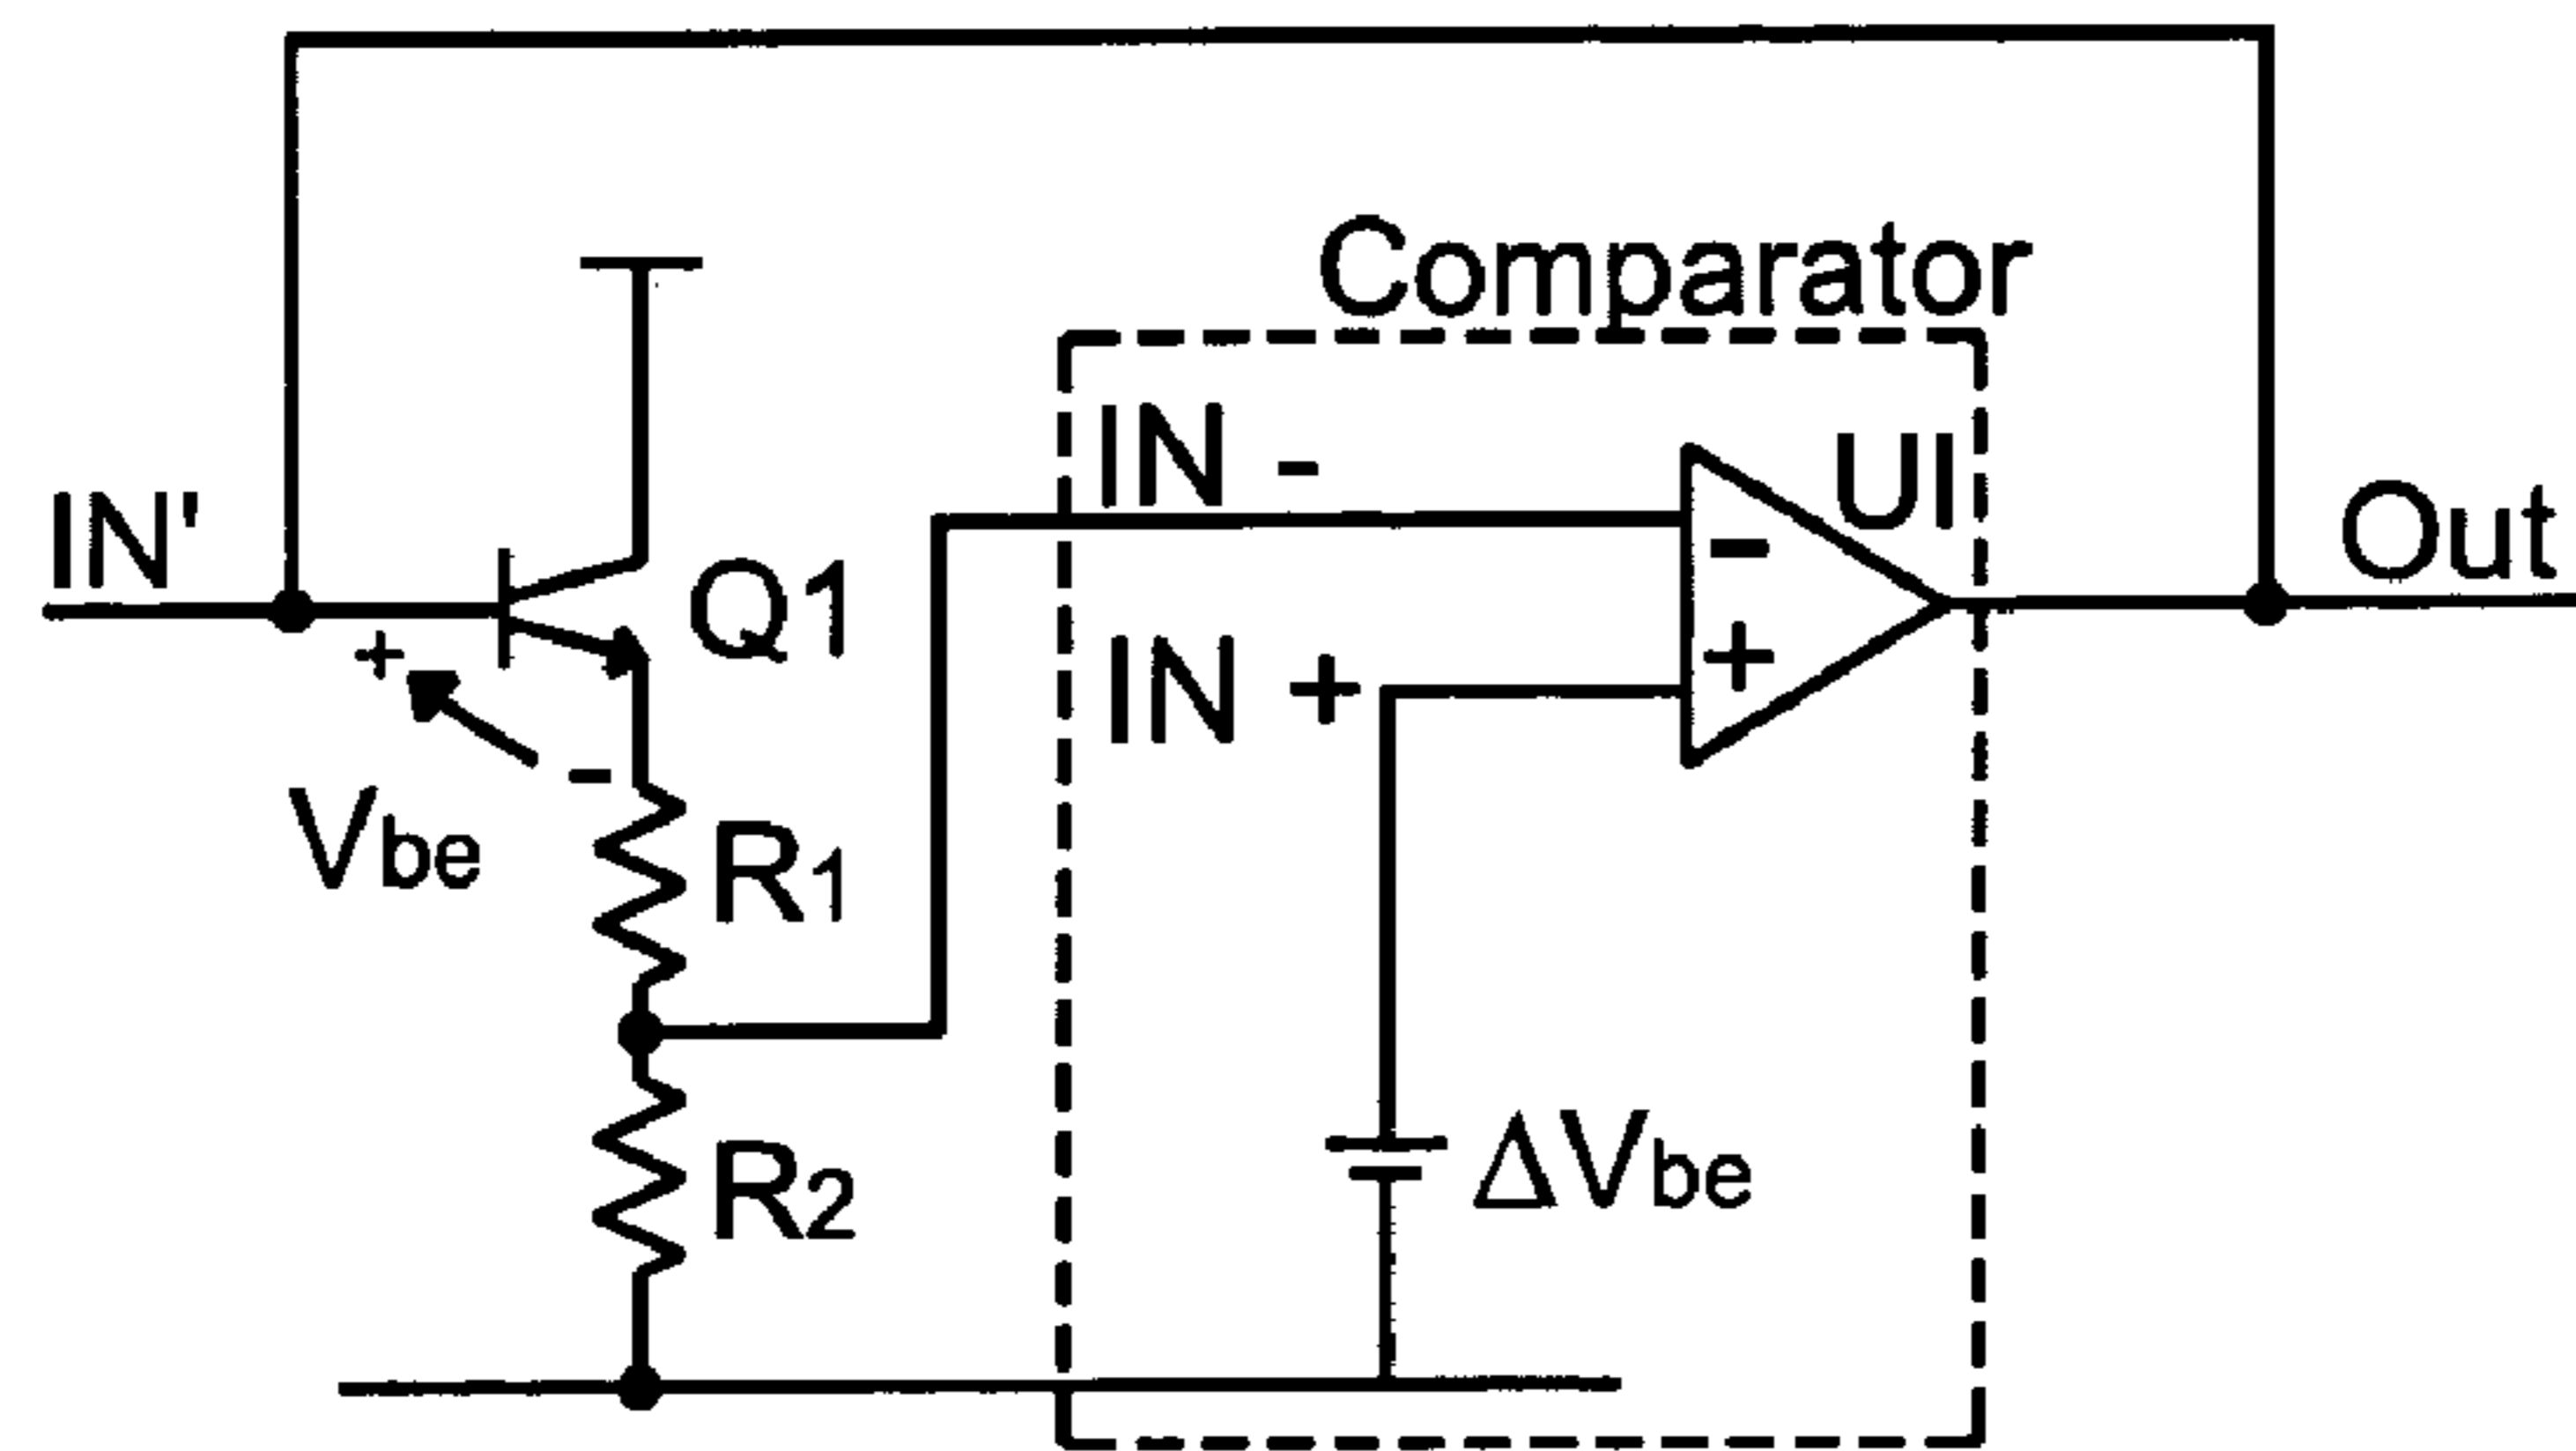 Comparator
IN -
UI
IN'
Out
Q1
+
-
IN +
-
+
Vbe
R1
R2
ΔVbe